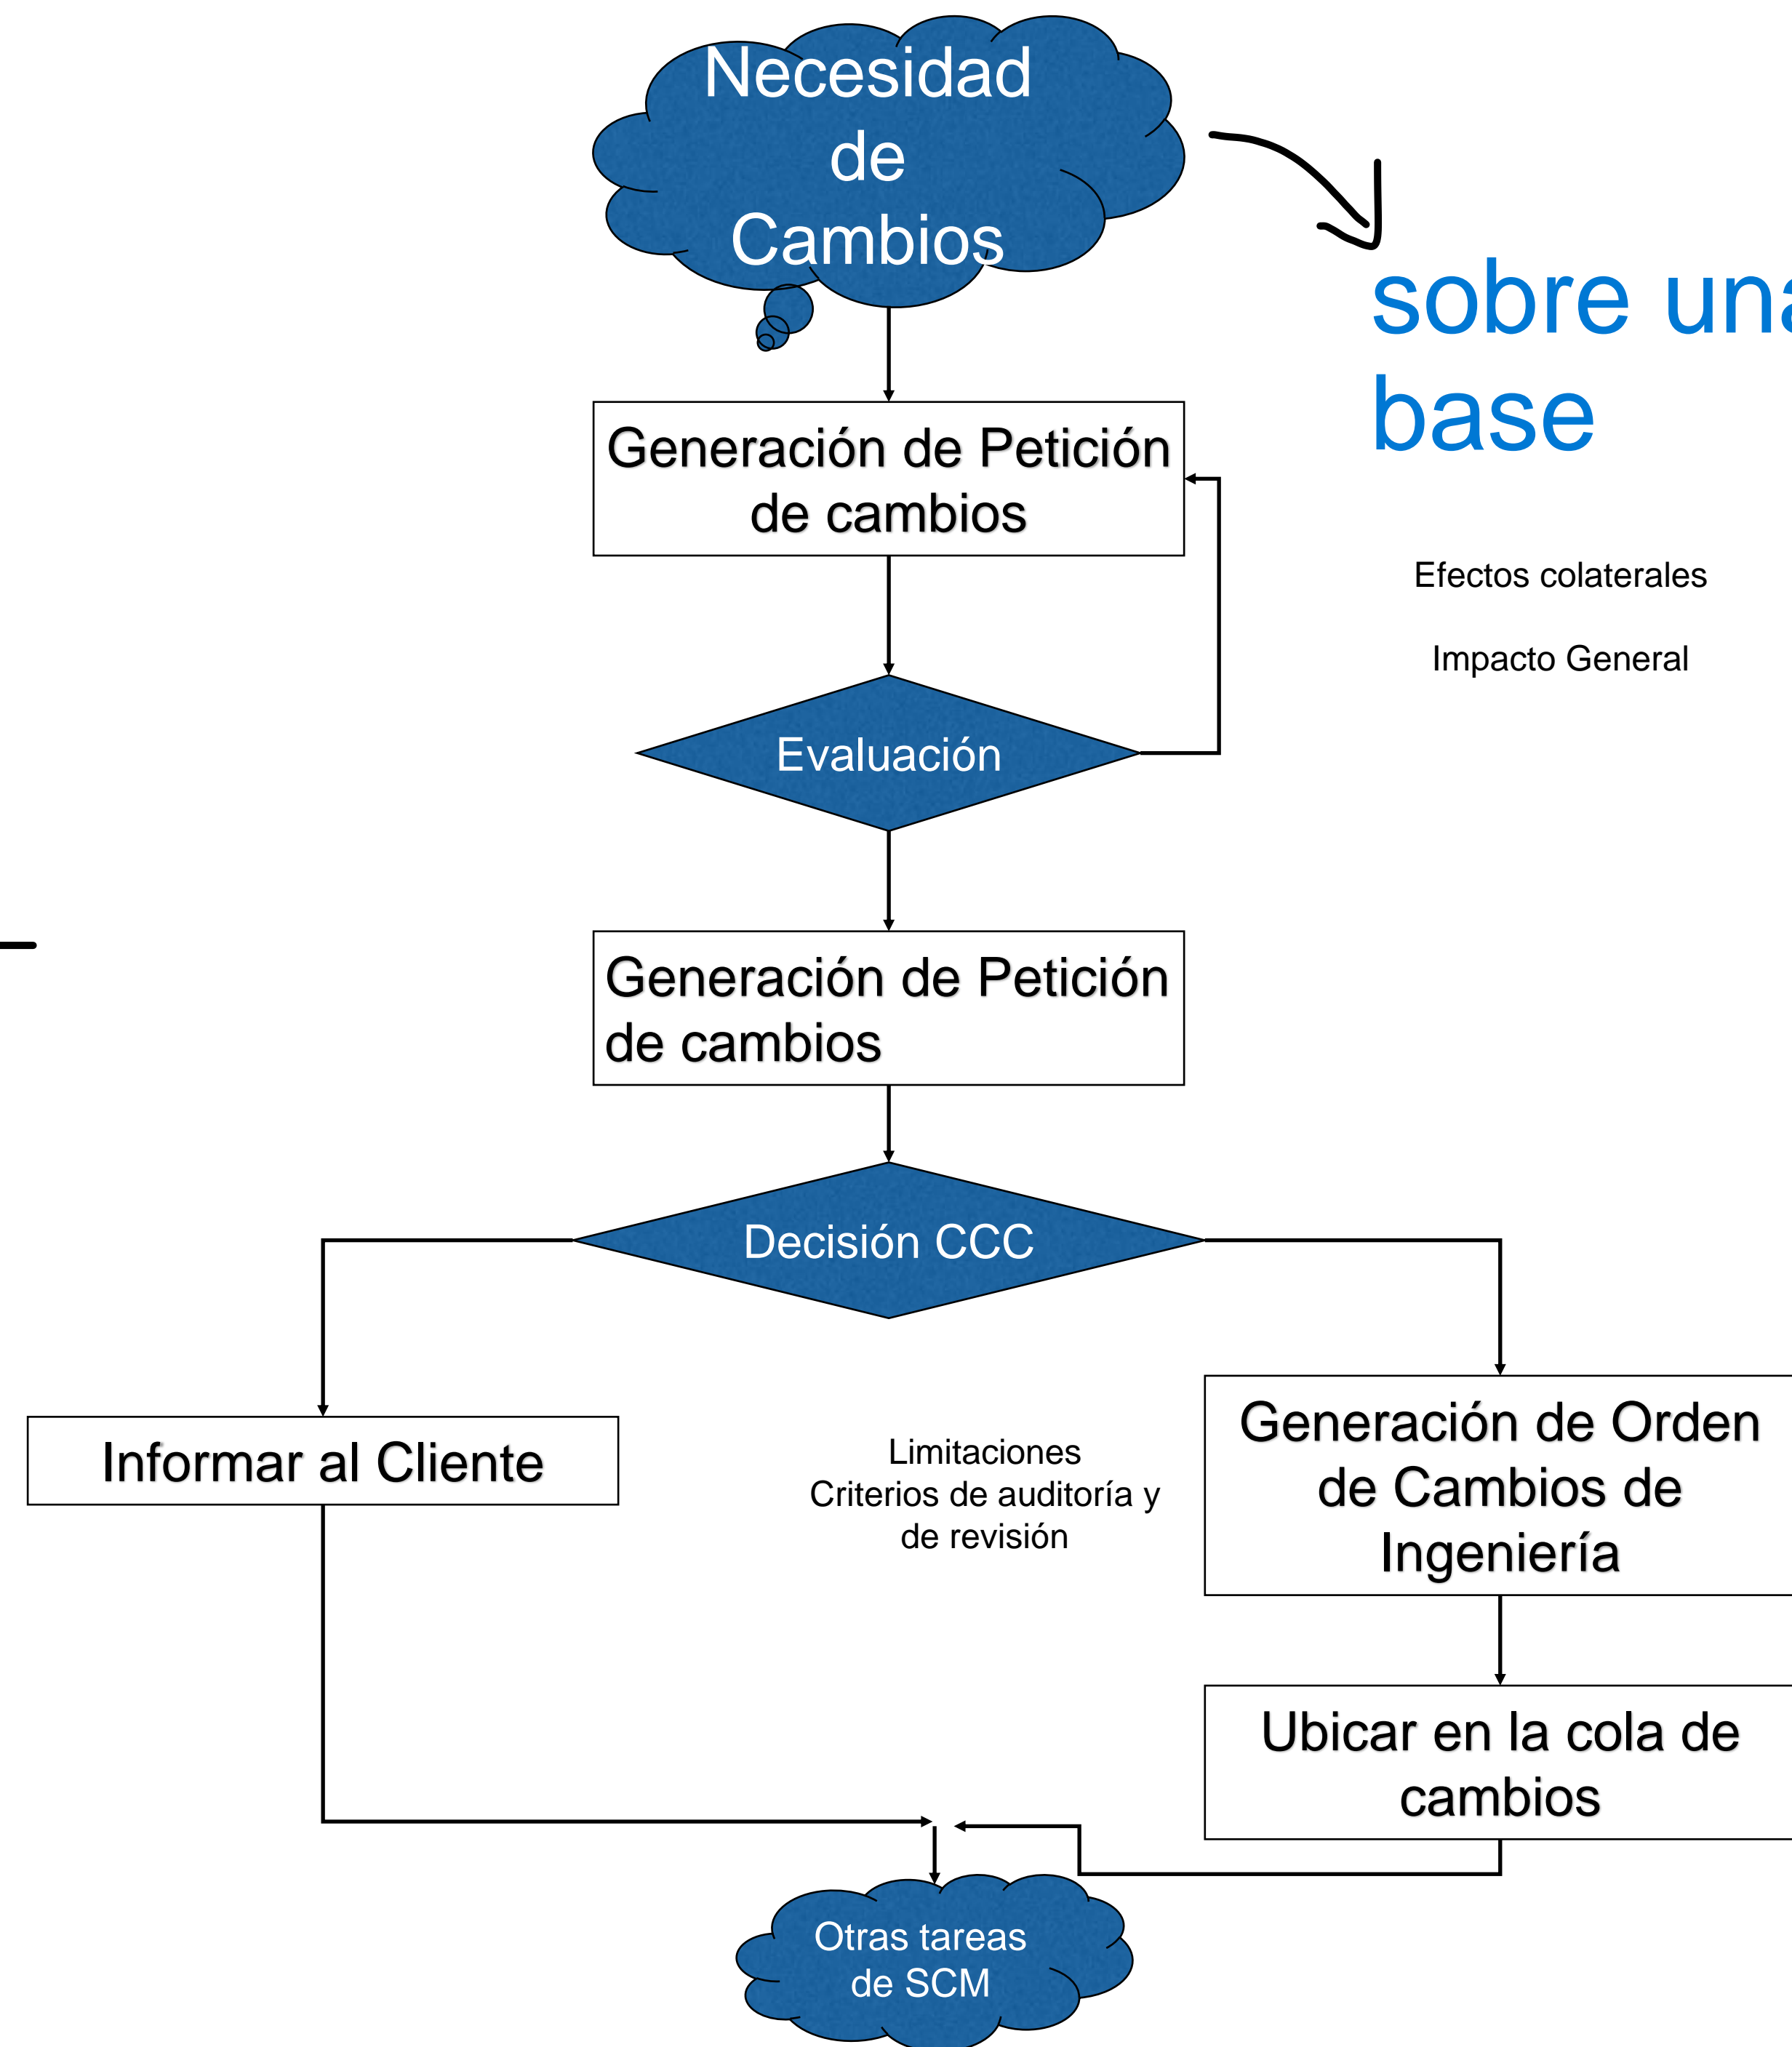 Necesidad
de
Cambios
sobre una
base
Generación de Petición
de cambios
Efectos colaterales
Impacto General
Evaluación
Generación de Petición
de cambios
Decisión CCC
Informar al Cliente
Limitaciones
Criterios de auditoría y
de revisión
Generación de Orden
de Cambios de
Ingeniería
Ubicar en la cola de
cambios
Otras tareas
de SCM